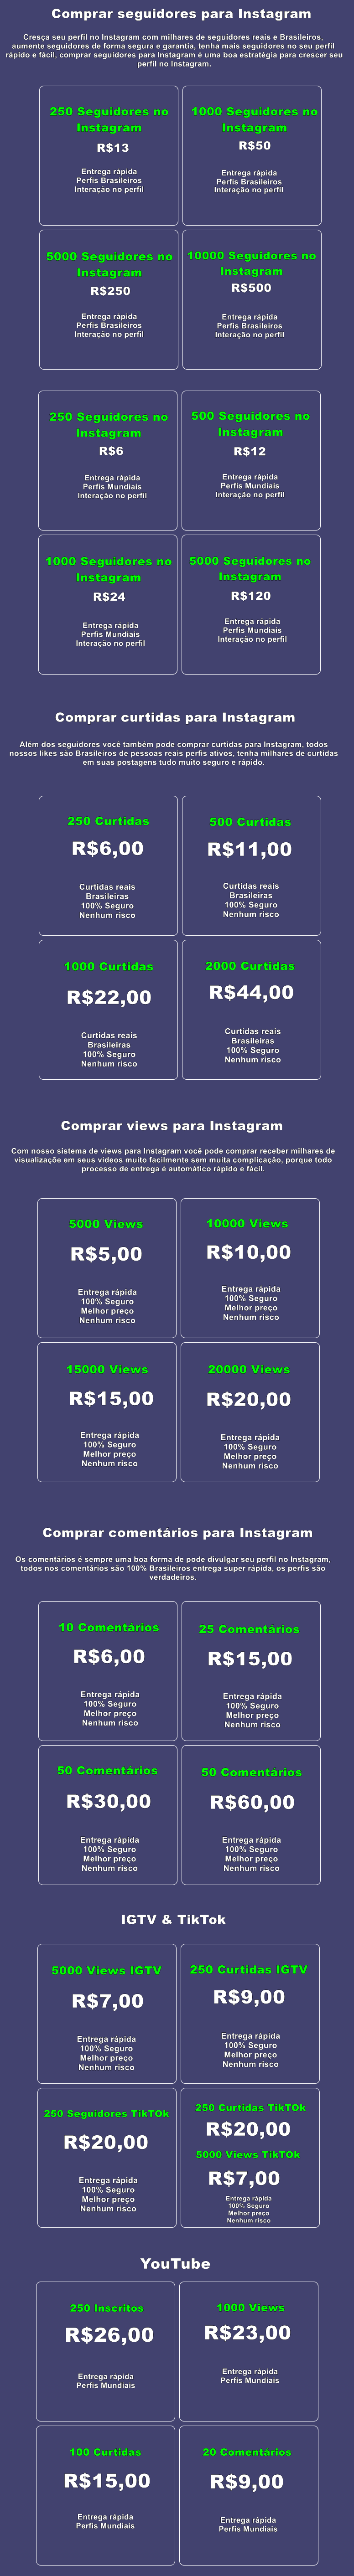 Comprar seguidores para Instagram
Cresça seu perfil no Instagram com milhares de seguidores reais e Brasileiros,
aumente seguidores de forma segura e garantia, tenha mais seguidores no seu perfil
rápido e fácil, comprar seguidores para Instagram é uma boa estratégia para crescer seu
perfil no Instagram.
250 Seguidores no
Instagram
R$13
Entrega rápida
Perfis Brasileiros
Interação no perfil
1000 Seguidores no
Instagram
R$50
Entrega rápida
Perfis Brasileiros
Interação no perfil
5000 Seguidores no
Instagram
R$250
Entrega rápida
Perfis Brasileiros
Interação no perfil
10000 Seguidores no
Instagram
R$500
Entrega rápida
Perfis Brasileiros
Interação no perfil
250 Seguidores no
Instagram
R$6
Entrega rápida
Perfis Mundiais
Interação no perfil
500 Seguidores no
Instagram
R$12
Entrega rápida
Perfis Mundiais
Interação no perfil
1000 Seguidores no
Instagram
R$24
Entrega rápida
Perfis Mundiais
Interação no perfil
5000 Seguidores no
Instagram
R$120
Entrega rápida
Perfis Mundiais
Interação no perfil
Comprar curtidas para Instagram
Além dos seguidores você também pode comprar curtidas para Instagram, todos
nossos likes são Brasileiros de pessoas reais perfis ativos, tenha milhares de curtidas
em suas postagens tudo muito seguro e rápido.
250 Curtidas
R$6,00
Curtidas reais
Brasileiras
100% Seguro
Nenhum risco
500 Curtidas
R$11,00
Curtidas reais
Brasileiras
100% Seguro
Nenhum risco
1000 Curtidas
R$22,00
Curtidas reais
Brasileiras
100% Seguro
Nenhum risco
2000 Curtidas
R$44,00
Curtidas reais
Brasileiras
100% Seguro
Nenhum risco
Comprar views para Instagram
Com nosso sistema de views para Instagram você pode comprar receber milhares de
visualizaçõe em seus videos muito facilmente sem muita complicação, porque todo
processo de entrega é automático rápido e fácil.
5000 Views
R$5,00
Entrega rápida
100% Seguro
Melhor preço
Nenhum risco
10000 Views
R$10,00
Entrega rápida
100% Seguro
Melhor preço
Nenhum risco
15000 Views
R$15,00
Entrega rápida
100% Seguro
Melhor preço
Nenhum risco
20000 Views
R$20,00
Entrega rápida
100% Seguro
Melhor preço
Nenhum risco
Comprar comentários para Instagram
Os comentários é sempre uma boa forma de pode divulgar seu perfil no Instagram,
todos nos comentários são 100% Brasileiros entrega super rápida, os perfis são
verdadeiros.
10 Comentários
R$6,00
Entrega rápida
100% Seguro
Melhor preço
Nenhum risco
25 Comentários
R$15,00
Entrega rápida
100% Seguro
Melhor preço
Nenhum risco
50 Comentários
R$30,00
Entrega rápida
100% Seguro
Melhor preço
Nenhum risco
50 Comentários
R$60,00
Entrega rápida
100% Seguro
Melhor preço
Nenhum risco
IGTV & TikTok
5000 Views IGTV
R$7,00
Entrega rápida
100% Seguro
Melhor preço
Nenhum risco
250 Curtidas IGTV
R$9,00
Entrega rápida
100% Seguro
Melhor preço
Nenhum risco
250 Seguidores TikTOk
R$20,00
Entrega rápida
100% Seguro
Melhor preço
Nenhum risco
250 Curtidas TikTOk
R$20,00
5000 Views TikTOk
R$7,00
Entrega rápida
100% Seguro
Melhor preço
Nenhum risco
YouTube
250 Inscritos
R$26,00
Entrega rápida
Perfis Mundiais
1000 Views
R$23,00
Entrega rápida
Perfis Mundiais
100 Curtidas
R$15,00
Entrega rápida
Perfis Mundiais
20 Comentários
R$9,00
Entrega rápida
Perfis Mundiais